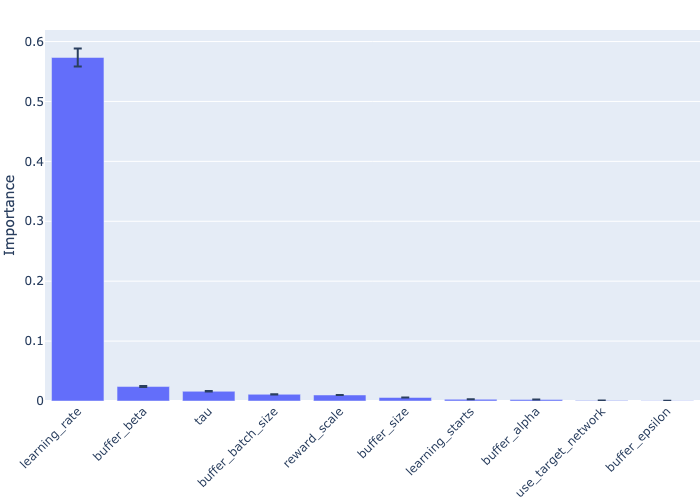 Importance
0.6
0.5
0.4
0.3
0.2
0.1
0
learning_rate
buffer_beta
tau
buffer_batch_size
reward_scale
buffer_size
learning_starts
buffer_alpha
use_target_network
buffer_epsilon